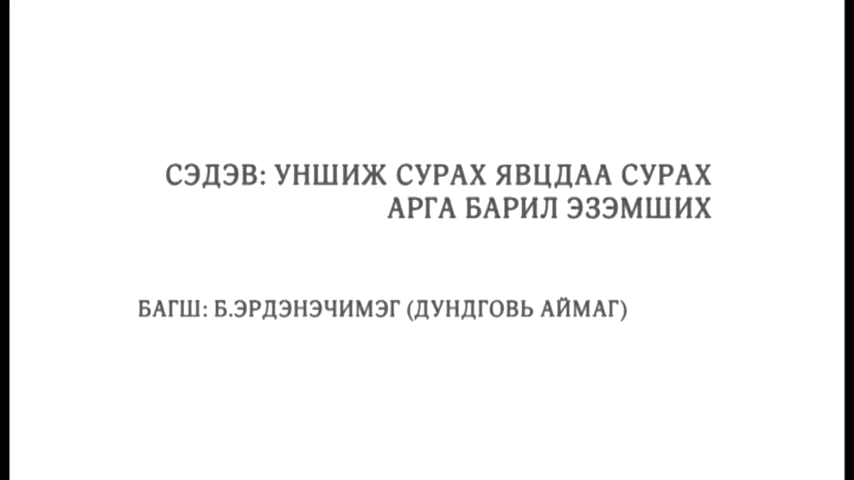 СЭДЭВ: УНШИЖ СУРАХ ЯВЦДАА СУРАХ
АРГА БАРИЛ ЭЗЭМШИХ
БАГШ: Б.ЭРДЭНЭЧИМЭГ (ДУНДГОВЬ АЙМАГ)